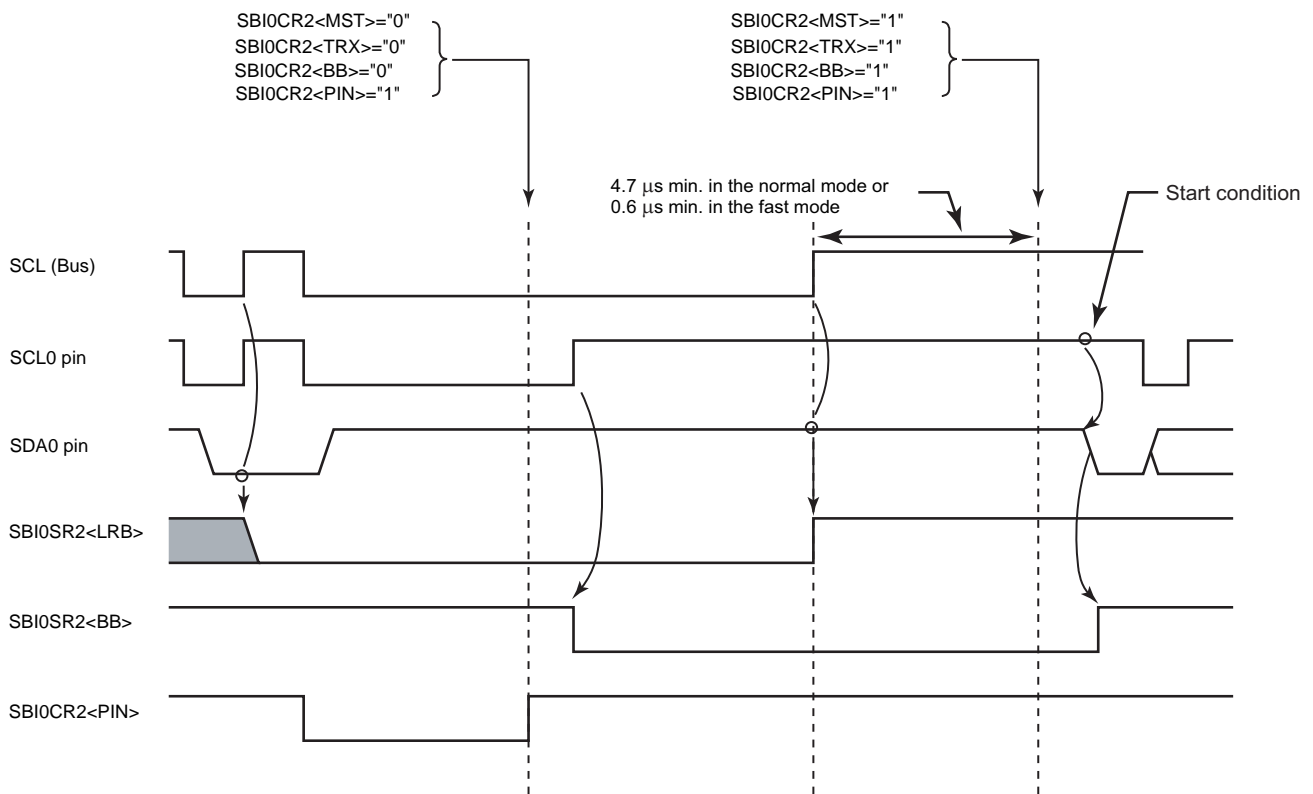 SBI0CR2<MST>="0"
SBI0CR2<TRX>="0"
SBI0CR2<BB>="0"
SBI0CR2<PIN>="1"
SBI0CR2<MST>="1"
SBI0CR2<TRX>="1"
SBI0CR2<BB>="1"
SBI0CR2<PIN>="1"
4.7 μs min. in the normal mode or
0.6 μs min. in the fast mode
Start condition
SCL (Bus)
SCL0 pin
SDA0 pin
SBI0SR2<LRB>
SBI0SR2<BB>
SBI0CR2<PIN>